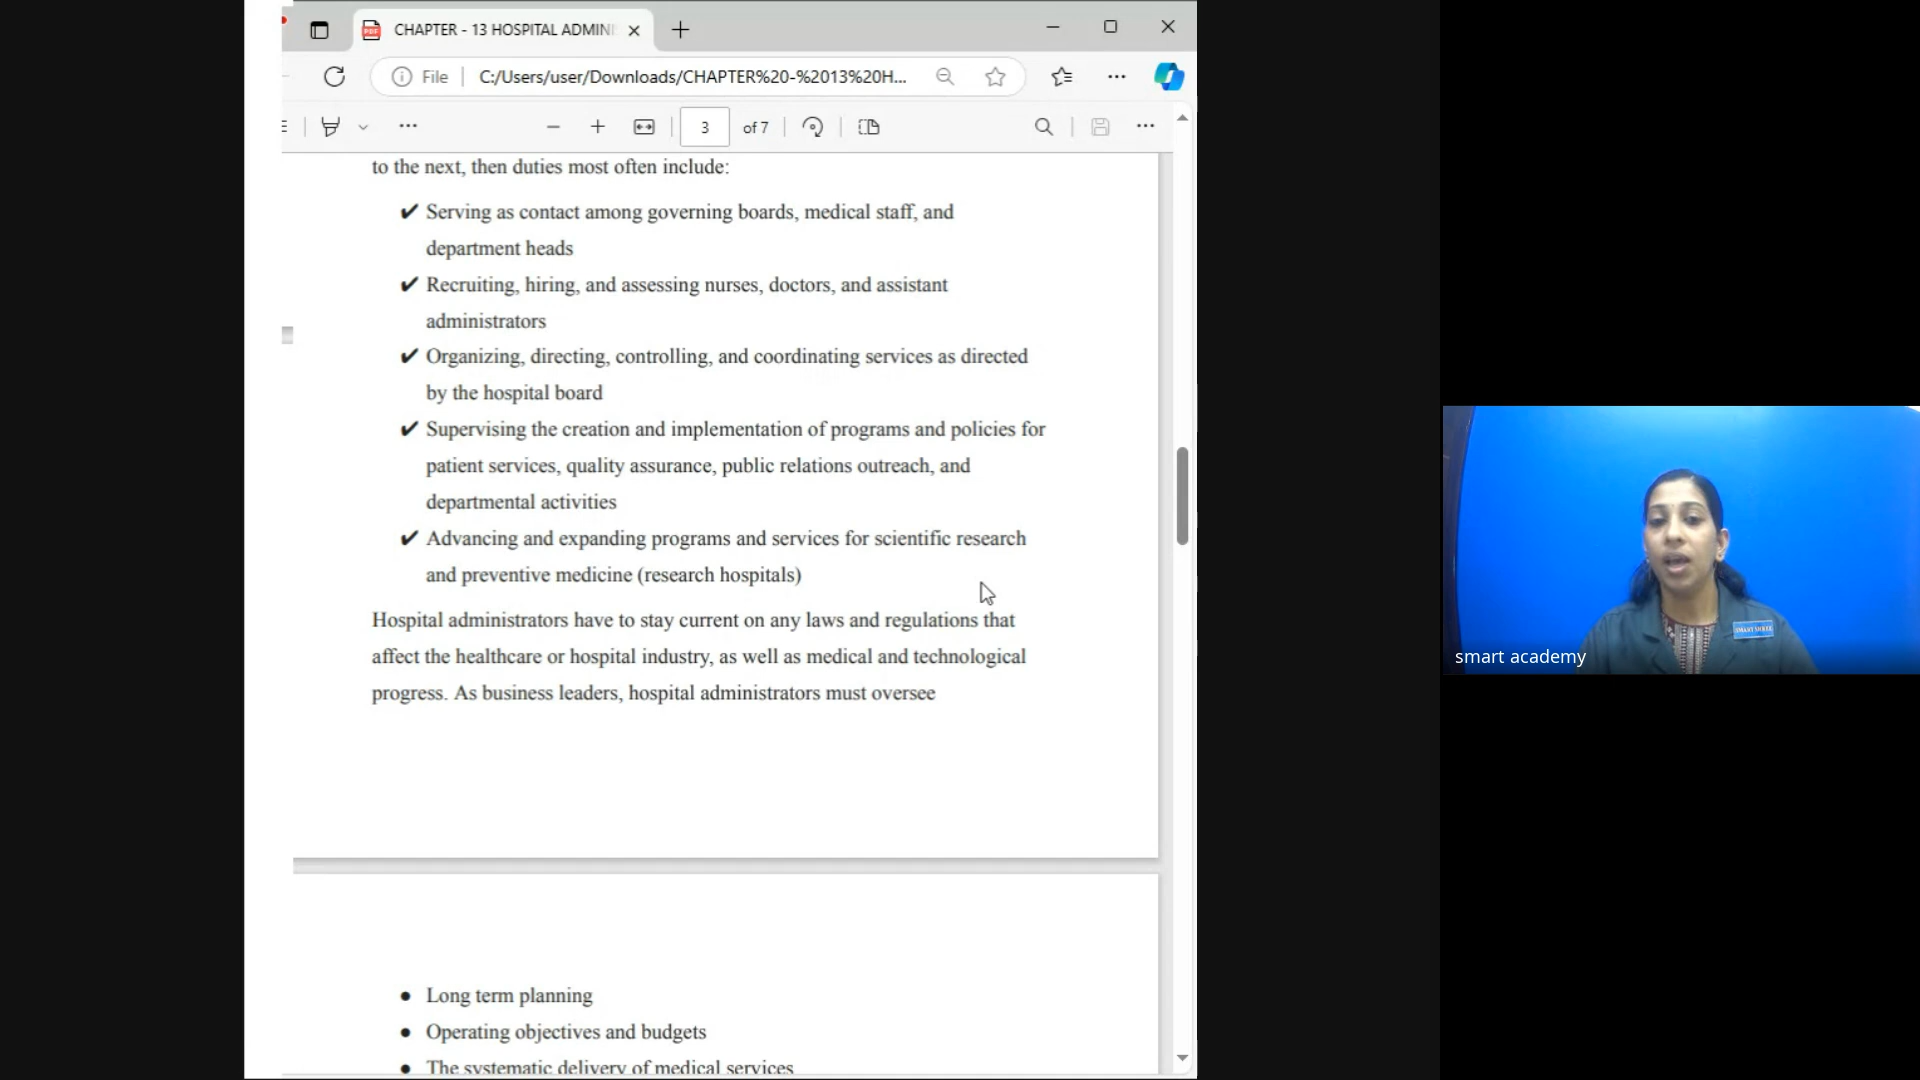 CHAPTER - 13 HOSPITAL ADMIN
File
C:/Users/user/Downloads/CHAPTER%20-%2013%20H...
3
of 7
to the next, then duties most often include:
✔ Serving as contact among governing boards, medical staff, and
department heads
✔ Recruiting, hiring, and assessing nurses, doctors, and assistant
administrators
✔ Organizing, directing, controlling, and coordinating services as directed
by the hospital board
✔ Supervising the creation and implementation of programs and policies for
patient services, quality assurance, public relations outreach, and
departmental activities
✔ Advancing and expanding programs and services for scientific research
and preventive medicine (research hospitals)
Hospital administrators have to stay current on any laws and regulations that
affect the healthcare or hospital industry, as well as medical and technological
progress. As business leaders, hospital administrators must oversee
● Long term planning
● Operating objectives and budgets
● The systematic delivery of medical services
smart academy